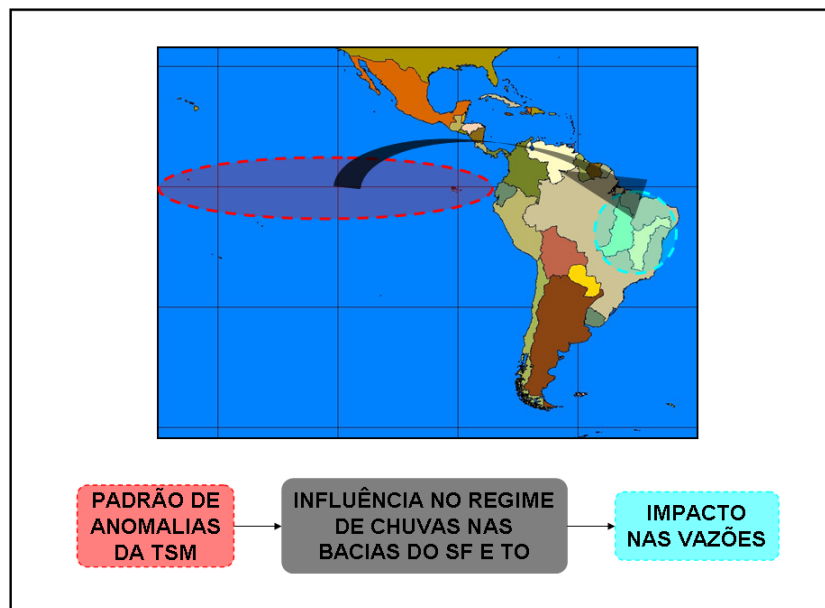 PADRÃO DE
ANOMALIAS
DA TSM
INFLUÊNCIA NO REGIME
DE CHUVAS NAS
BACIAS DO SF E TO
IMPACTO
NAS VAZÕES